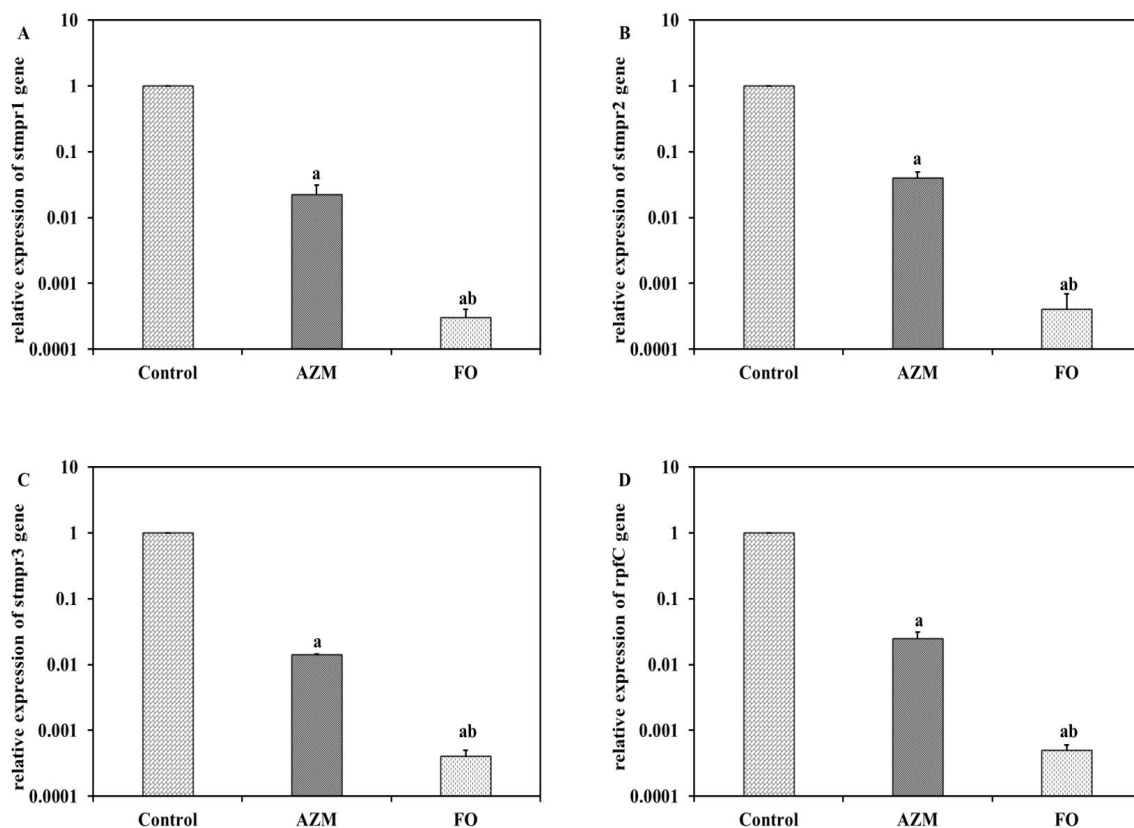 A
relative expression of stmpr1 gene
10
1
0.1
0.01
0.001
0.0001
a
ab
Control AZM FO
B
relative expression of stmpr2 gene
10
1
0.1
0.01
0.001
0.0001
a
ab
Control AZM FO
C
relative expression of stmpr3 gene
10
1
0.1
0.01
0.001
0.0001
a
ab
Control AZM FO
D
relative expression of rpfC gene
10
1
0.1
0.01
0.001
0.0001
a
ab
Control AZM FO